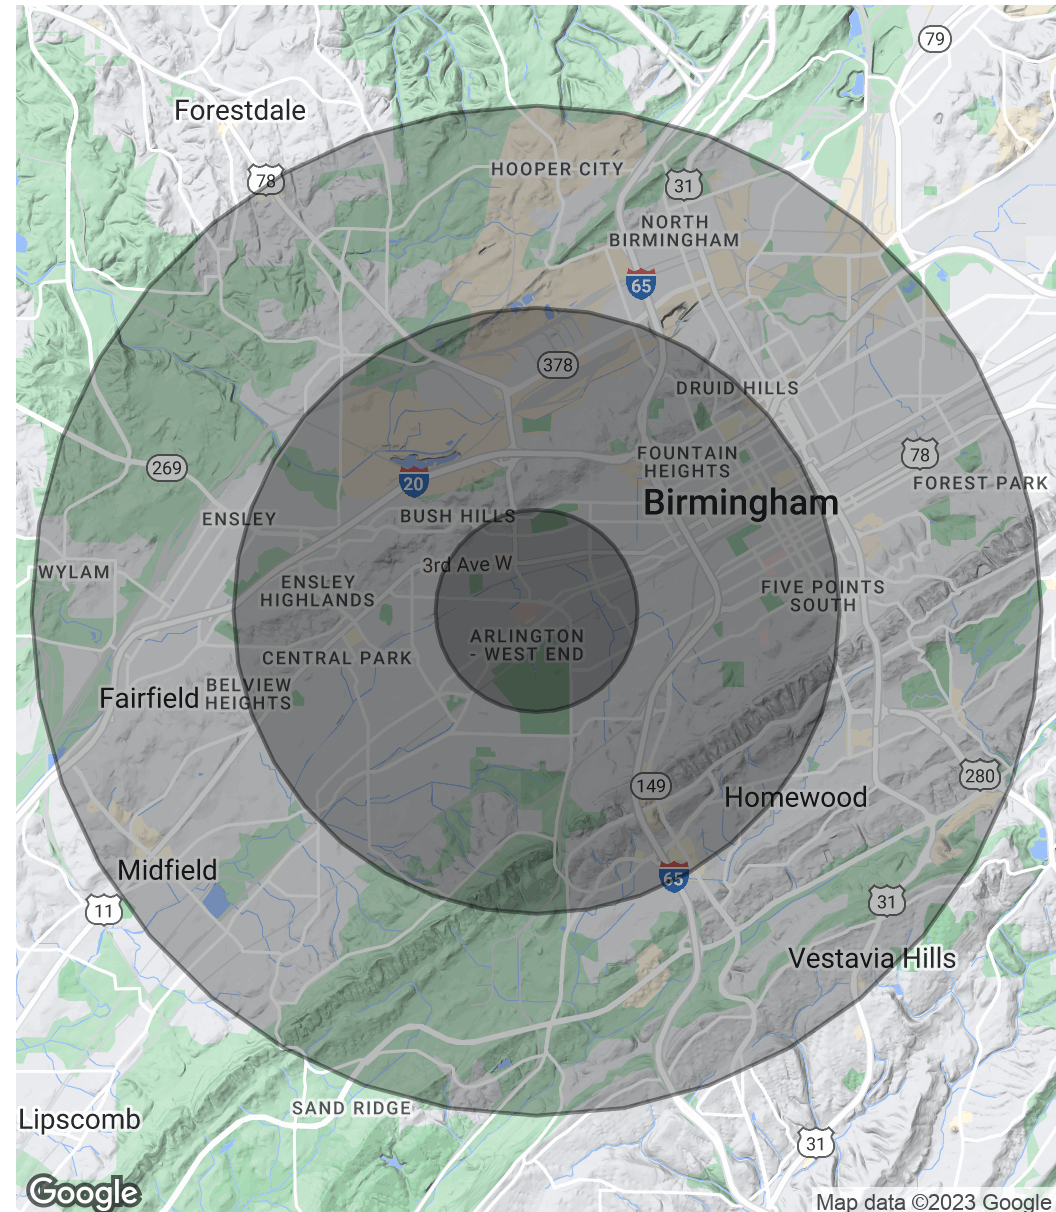 79
Forestdale
78
HOOPER CITY
31
NORTH
BIRMINGHAM
65
378
DRUID HILLS
FOUNTAIN
HEIGHTS
78
269
20
FOREST PARK
Birmingham
ENSLEY
BUSH HILLS
3rd Ave W
WYLAM
ENSLEY
HIGHLANDS
FIVE POINTS
SOUTH
ARLINGTON
- WEST END
CENTRAL PARK
Fairfield
BELVIEW
HEIGHTS
149
280
Homewood
Midfield
65
11
31
Vestavia Hills
SAND RIDGE
Lipscomb
31
Google
Map data ©2023 Google